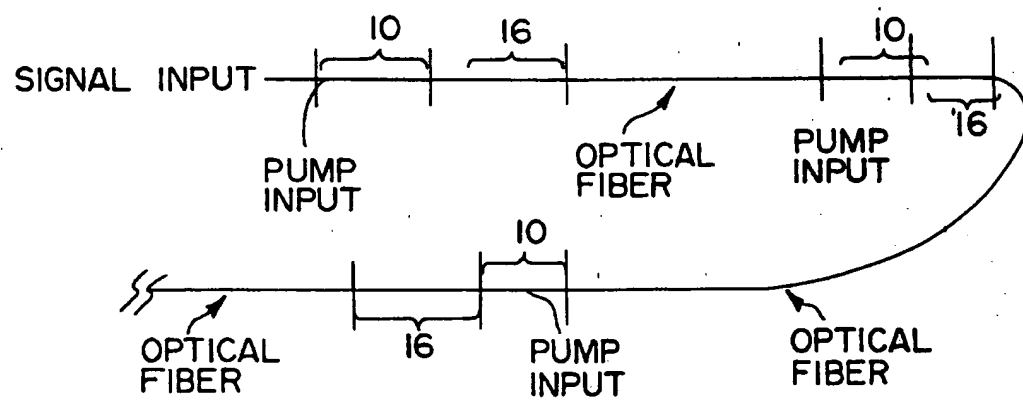 10
16
10
SIGNAL INPUT
16
PUMP
INPUT
OPTICAL
FIBER
PUMP
INPUT
10
16
OPTICAL
FIBER
PUMP
INPUT
OPTICAL
FIBER